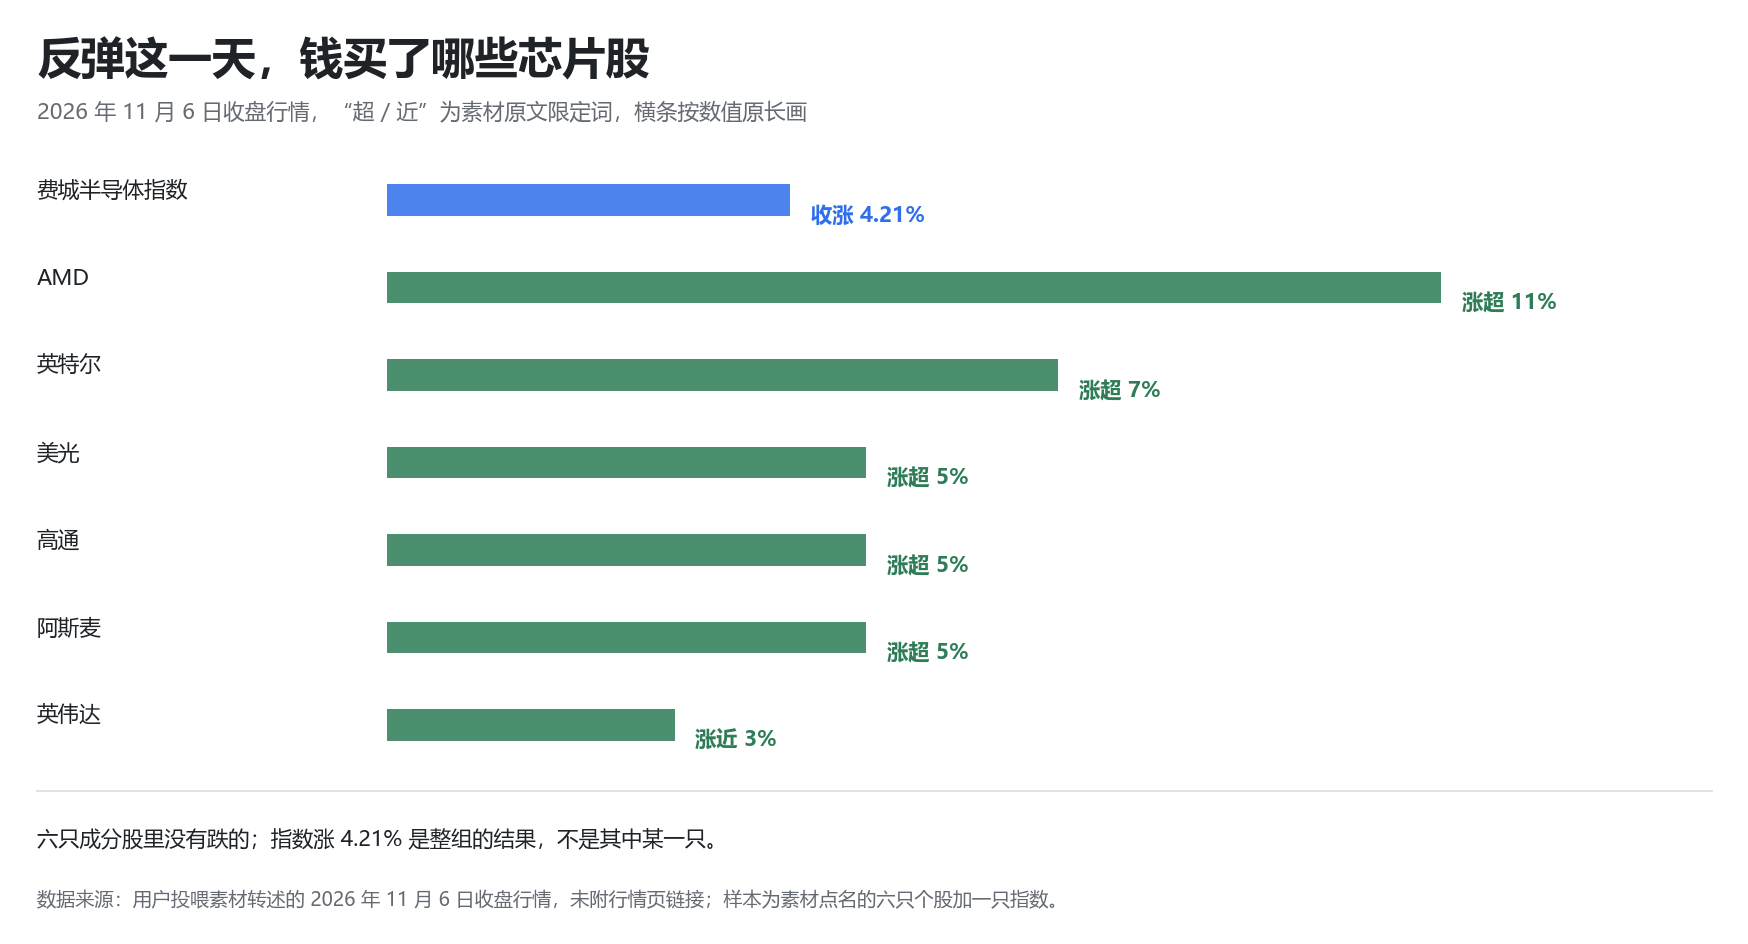 反弹这一天，钱买了哪些芯片股
2026 年 11 月 6 日收盘行情，“超 / 近”为素材原文限定词，横条按数值原长画
费城半导体指数
收涨 4.21%
AMD
涨超 11%
英特尔
涨超 7%
美光
涨超 5%
高通
涨超 5%
阿斯麦
涨超 5%
英伟达
涨近 3%
六只成分股里没有跌的；指数涨 4.21% 是整组的结果，不是其中某一只。
数据来源：用户投喂素材转述的 2026 年 11 月 6 日收盘行情，未附行情页链接；样本为素材点名的六只个股加一只指数。